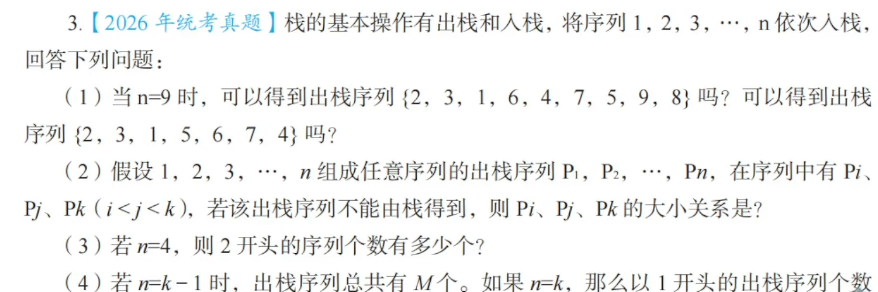 3.【2026 年统考真题】栈的基本操作有出栈和入栈，将序列 1，2，3，…，n 依次入栈，
回答下列问题：
（1）当 n=9 时，可以得到出栈序列 {2，3，1，6，4，7，5，9，8} 吗？可以得到出栈
序列 {2，3，1，5，6，7，4} 吗？
（2）假设 1，2，3，…，n 组成任意序列的出栈序列 P₁，P₂，…，Pn，在序列中有 Pi、
Pj、Pk（i＜j＜k），若该出栈序列不能由栈得到，则 Pi、Pj、Pk 的大小关系是？
（3）若 n=4，则 2 开头的序列个数有多少个？
（4）若 n=k－1 时，出栈序列总共有 M 个。如果 n=k，那么以 1 开头的出栈序列个数